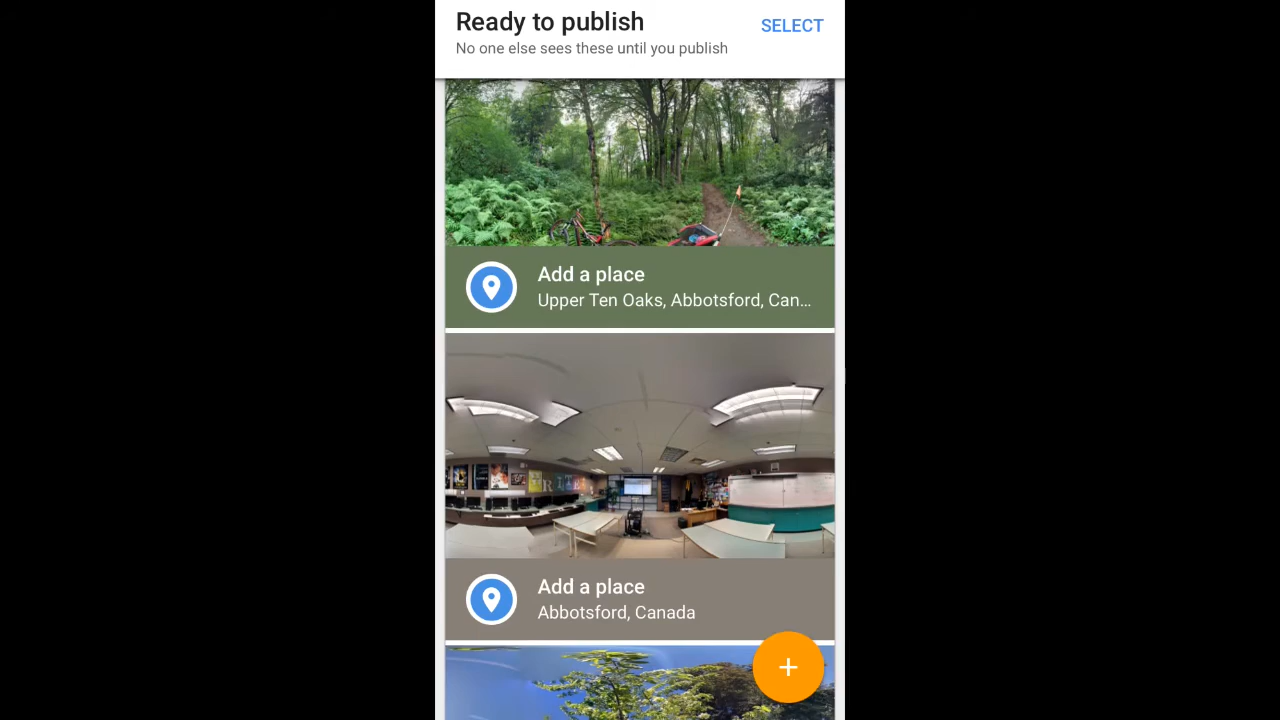 Ready to publish
SELECT
No one else sees these until you publish
Add a place
Upper Ten Oaks, Abbotsford, Can...
Add a place
Abbotsford, Canada